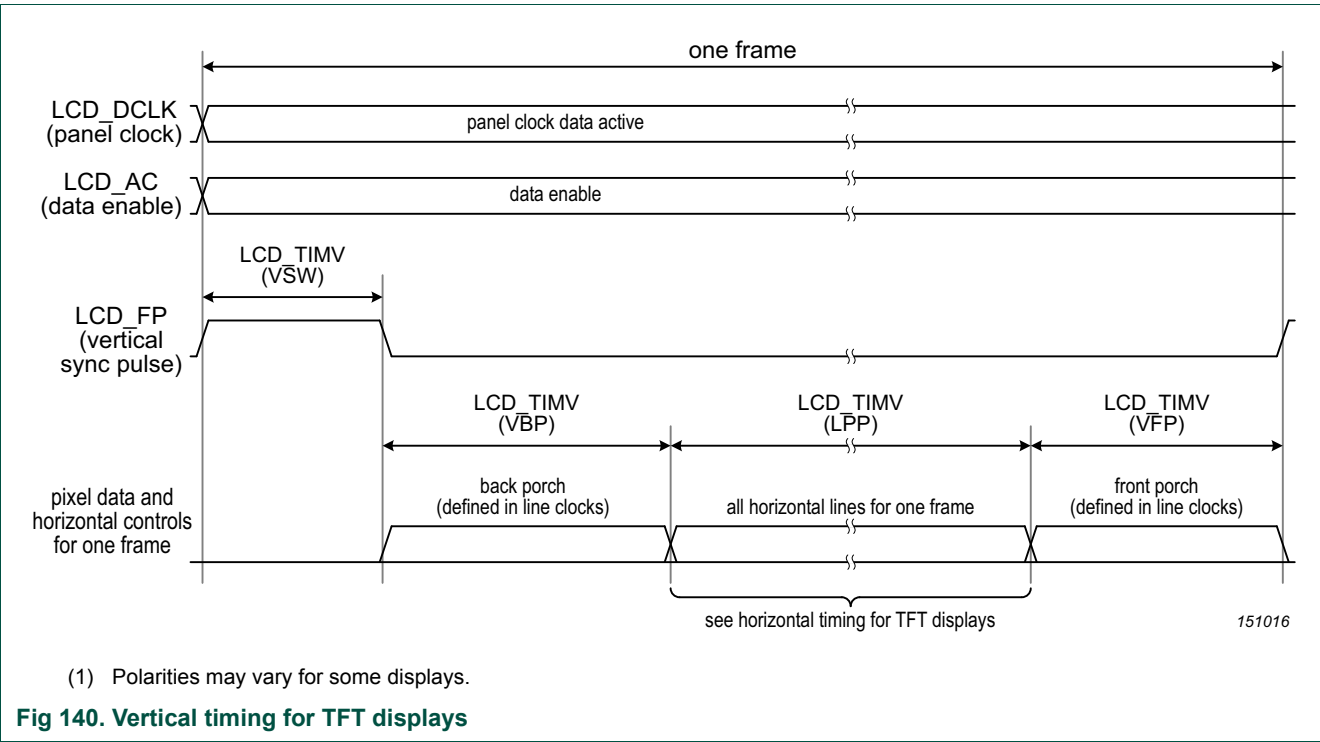 one frame
LCD_DCLK
(panel clock)
panel clock data active
LCD_AC
(data enable)
data enable
LCD_TIMV
(VSW)
LCD_FP
(vertical
sync pulse)
LCD_TIMV
(VBP)
LCD_TIMV
(LPP)
LCD_TIMV
(VFP)
pixel data and
horizontal controls
for one frame
back porch
(defined in line clocks)
all horizontal lines for one frame
front porch
(defined in line clocks)
see horizontal timing for TFT displays
151016
(1) Polarities may vary for some displays.
Fig 140. Vertical timing for TFT displays